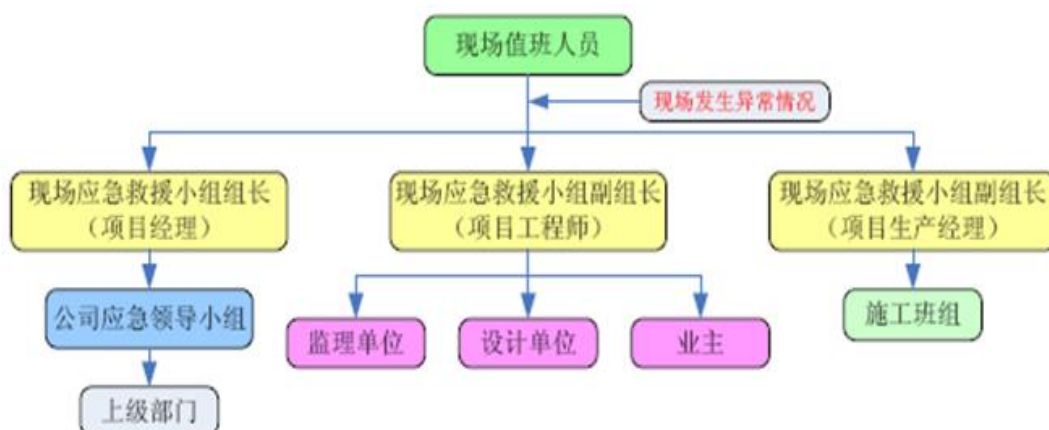 现场值班人员
现场发生异常情况
现场应急救援小组组长
（项目经理）
现场应急救援小组副组长
（项目工程师）
现场应急救援小组副组长
（项目生产经理）
公司应急领导小组
监理单位
设计单位
业主
施工班组
上级部门